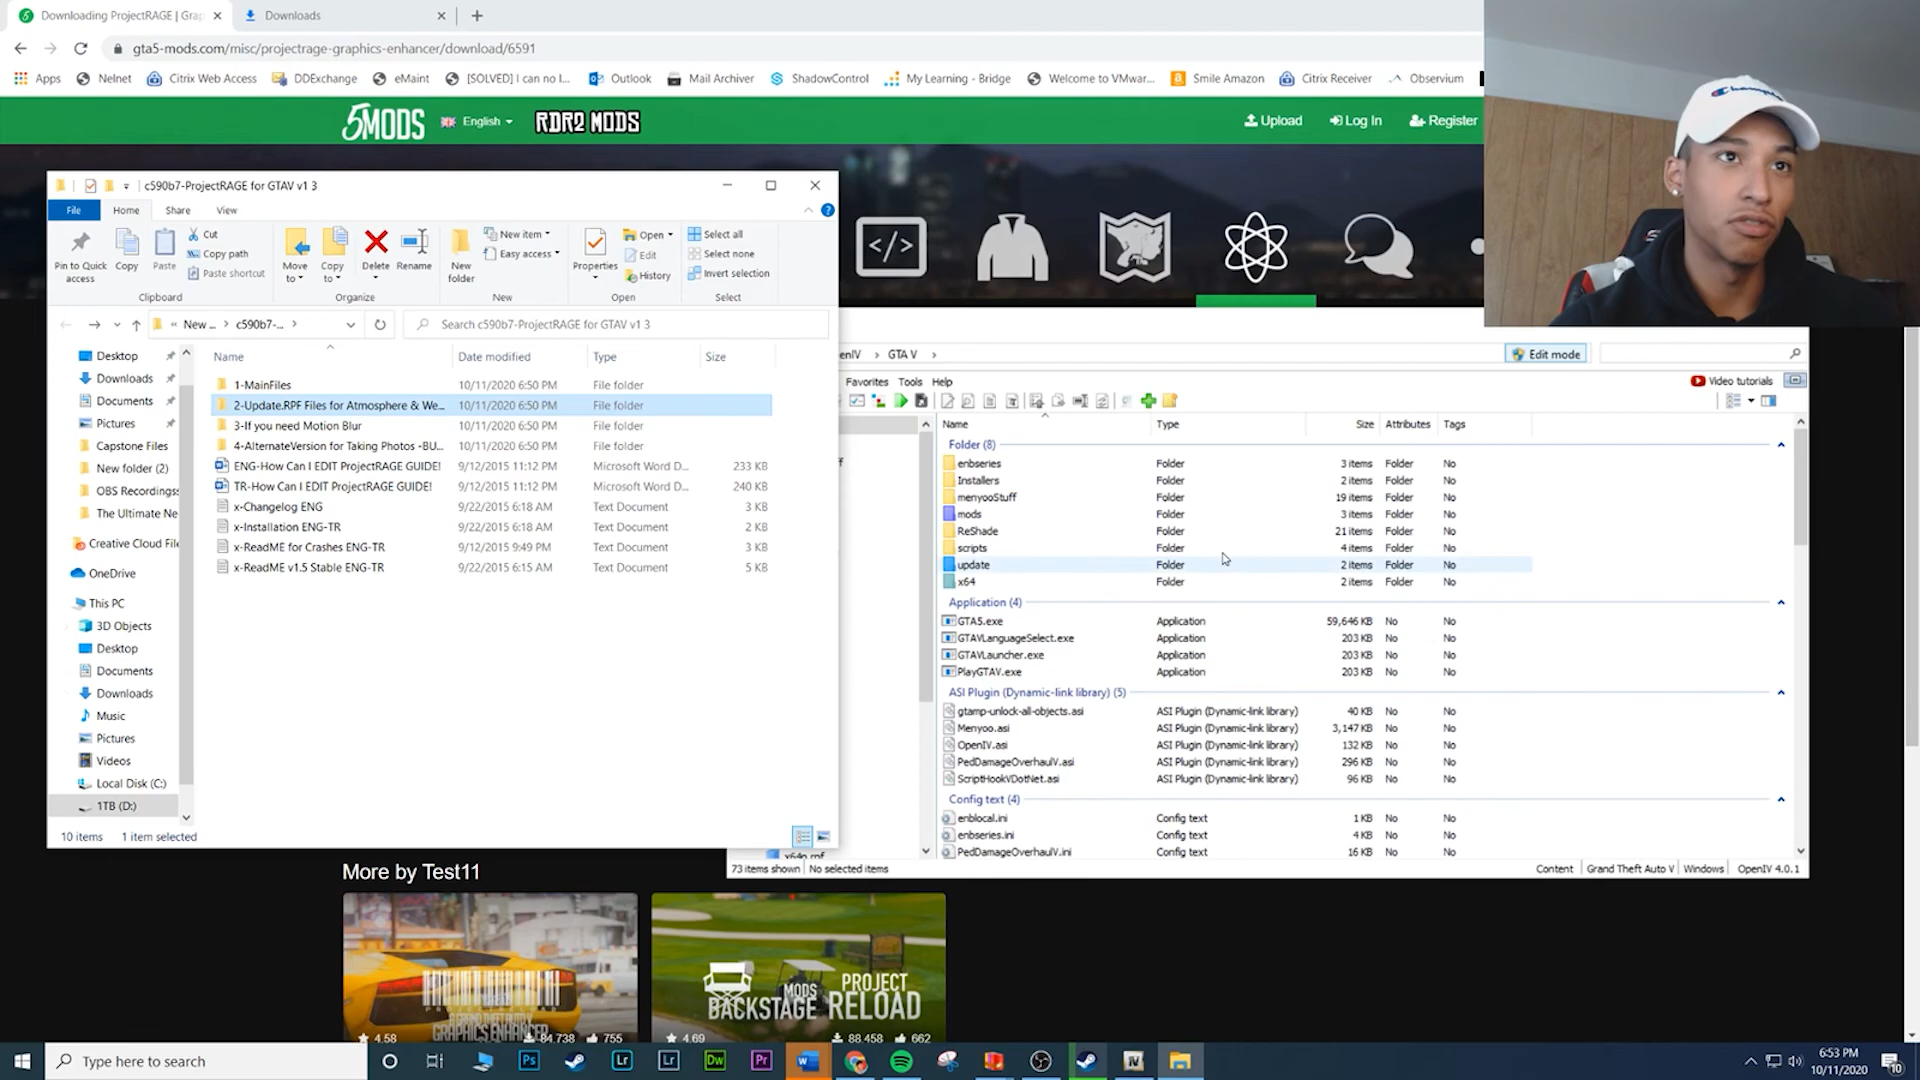 Downloading ProjectRAGE | Grap
Downloads
gta5-mods.com/misc/projectrage-graphics-enhancer/download/6591
Apps
Nelnet
Citrix Web Access
DDExchange
eMaint
[SOLVED] I can no l...
Outlook
Mail Archiver
ShadowControl
My Learning - Bridge
Welcome to VMwar...
Smile Amazon
Citrix Receiver
Observium
5MODS
English
RDR2 MODS
Upload
Log In
Register
Champion
c590b7-ProjectRAGE for GTAV v1 3
File
Home
Share
View
Pin to Quick access
Copy
Paste
Cut
Copy path
Paste shortcut
Move to
Copy to
Delete
Rename
New folder
New item
Easy access
Properties
Open
Edit
History
Select all
Select none
Invert selection
Clipboard
Organize
New
Open
Select
« New ... › c590b7-... ›
Search c590b7-ProjectRAGE for GTAV v1 3
Desktop
Downloads
Documents
Pictures
Capstone Files
New folder (2)
OBS Recordings
The Ultimate Ne
Creative Cloud File
OneDrive
This PC
3D Objects
Desktop
Documents
Downloads
Music
Pictures
Videos
Local Disk (C:)
1TB (D:)
Name Date modified Type Size
1-MainFiles 10/11/2020 6:50 PM File folder
2-Update.RPF Files for Atmosphere & We... 10/11/2020 6:50 PM File folder
3-If you need Motion Blur 10/11/2020 6:50 PM File folder
4-AlternateVersion for Taking Photos -BU... 10/11/2020 6:50 PM File folder
ENG-How Can I EDIT ProjectRAGE GUIDE! 9/12/2015 11:12 PM Microsoft Word D... 233 KB
TR-How Can I EDIT ProjectRAGE GUIDE! 9/12/2015 11:12 PM Microsoft Word D... 240 KB
x-Changelog ENG 9/22/2015 6:18 AM Text Document 3 KB
x-Installation ENG-TR 9/22/2015 6:18 AM Text Document 2 KB
x-ReadME for Crashes ENG-TR 9/12/2015 9:49 PM Text Document 3 KB
x-ReadME v1.5 Stable ENG-TR 9/22/2015 6:15 AM Text Document 5 KB
10 items 1 item selected
enIV › GTA V ›
Edit mode
Favorites Tools Help
Video tutorials
Name Type Size Attributes Tags
Folder (8)
enbseries Folder 3 items Folder No
Installers Folder 2 items Folder No
menyooStuff Folder 19 items Folder No
mods Folder 3 items Folder No
ReShade Folder 21 items Folder No
scripts Folder 4 items Folder No
update Folder 2 items Folder No
x64 Folder 2 items Folder No
Application (4)
GTA5.exe Application 59,646 KB No No
GTAVLanguageSelect.exe Application 203 KB No No
GTAVLauncher.exe Application 203 KB No No
PlayGTAV.exe Application 203 KB No No
ASI Plugin (Dynamic-link library) (5)
gtamp-unlock-all-objects.asi ASI Plugin (Dynamic-link library) 40 KB No No
Menyoo.asi ASI Plugin (Dynamic-link library) 3,147 KB No No
OpenIV.asi ASI Plugin (Dynamic-link library) 132 KB No No
PedDamageOverhaulV.asi ASI Plugin (Dynamic-link library) 296 KB No No
ScriptHookVDotNet.asi ASI Plugin (Dynamic-link library) 96 KB No No
Config text (4)
enblocal.ini Config text 1 KB No No
enbseries.ini Config text 4 KB No No
PedDamageOverhaulV.ini Config text 16 KB No No
x64o.rpf
73 items shown No selected items
Content Grand Theft Auto V Windows OpenIV 4.0.1
More by Test11
GRAPHICS ENHANCER
4.58 84,738 755
MODS
BACKSTAGE
PROJECT
RELOAD
4.69 88 458 662
Type here to search
Ps
Lr
Lr
Dw
Pr
IV
6:53 PM
10/11/2020
10